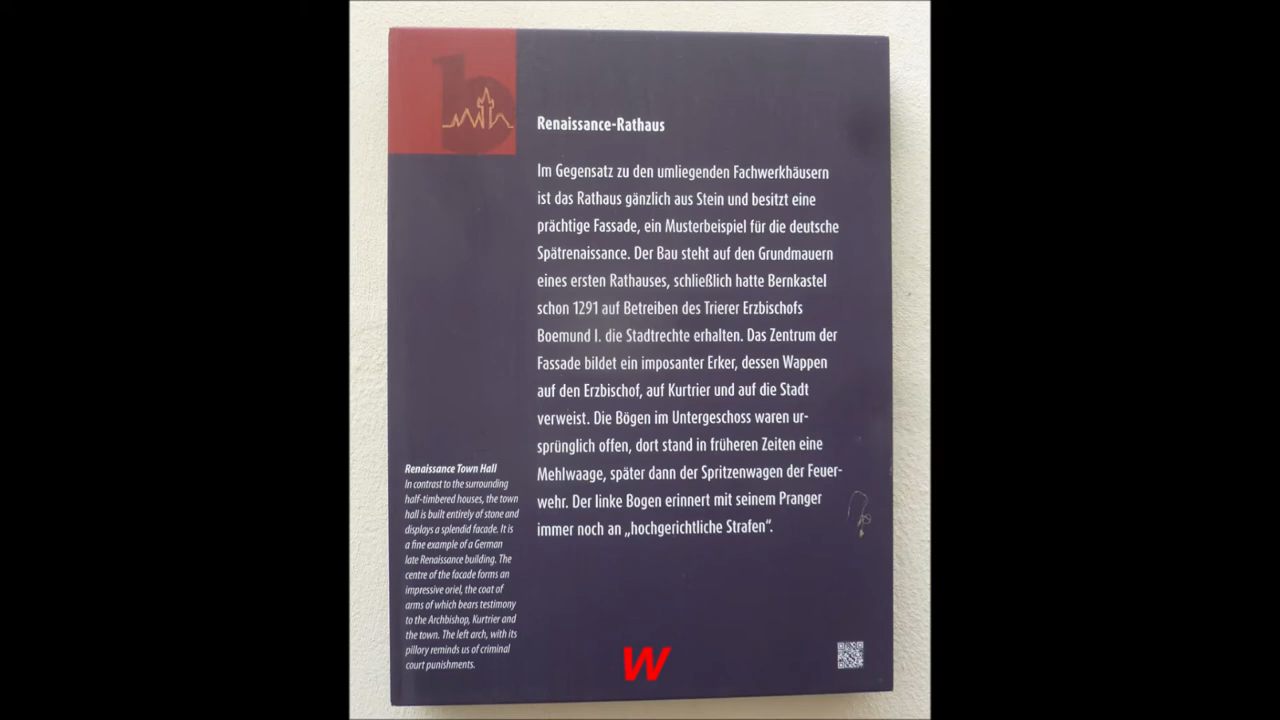 b
Renaissance-Rathaus
Im Gegensatz zu den umliegenden Fachwerkhäusern
ist das Rathaus gänzlich aus Stein und besitzt eine
prächtige Fassade, ein Musterbeispiel für die deutsche
Spätrenaissance. Der Bau steht auf den Grundmauern
eines ersten Rathauses, schließlich hatte Bernkastel
schon 1291 auf Betreiben des Trierer Erzbischofs
Boemund I. die Stadtrechte erhalten. Das Zentrum der
Fassade bildet ein imposanter Erker, dessen Wappen
auf den Erzbischof, auf Kurtrier und auf die Stadt
verweist. Die Bögen im Untergeschoss waren ur-
sprünglich offen, dort stand in früheren Zeiten eine
Mehlwaage, später dann der Spritzenwagen der Feuer-
wehr. Der linke Bogen erinnert mit seinem Pranger
immer noch an „hochgerichtliche Strafen“.
Renaissance Town Hall
In contrast to the surrounding
half-timbered houses, the town
hall is built entirely of stone and
displays a splendid facade. It is
a fine example of a German
late Renaissance building. The
centre of the facade forms an
impressive oriel, the coat of
arms of which bears testimony
to the Archbishop, Kurtrier and
the town. The left arch, with its
pillory reminds us of criminal
court punishments.
W